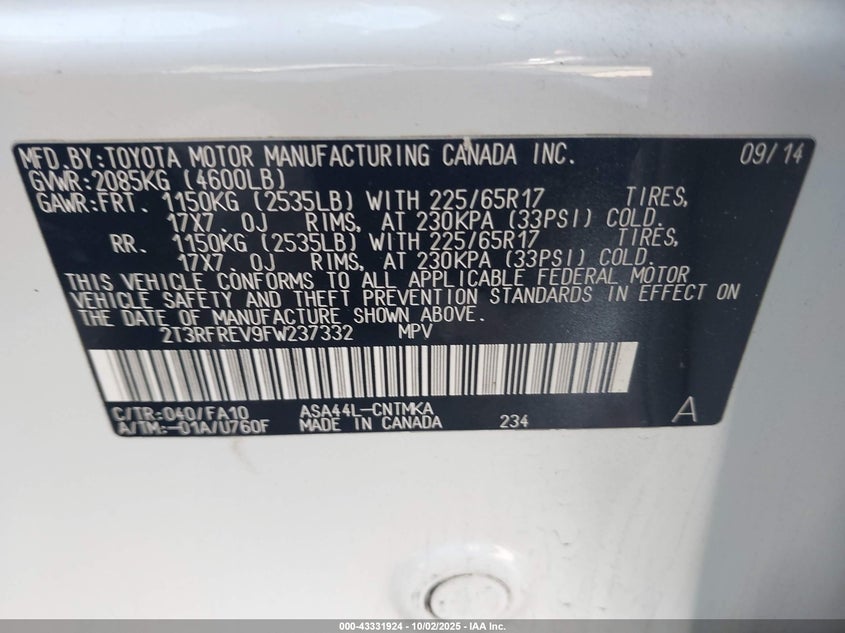 MFD.BY:TOYOTA MOTOR MANUFACTURING CANADA INC. 09/14
GVWR:2085KG (4600LB)
GAWR:FRT. 1150KG (2535LB) WITH 225/65R17 TIRES,
17X7.0J RIMS, AT 230KPA (33PSI) COLD.
RR. 1150KG (2535LB) WITH 225/65R17 TIRES,
17X7.0J RIMS, AT 230KPA (33PSI) COLD.
THIS VEHICLE CONFORMS TO ALL APPLICABLE FEDERAL MOTOR
VEHICLE SAFETY AND THEFT PREVENTION STANDARDS IN EFFECT ON
THE DATE OF MANUFACTURE SHOWN ABOVE.
2T3RFREV9FW237332 MPV
C/TR:040/FA10 ASA44L-CNTMKA
A/TM:-01A/U760F MADE IN CANADA 234 A
000-43331924 | 10/02/2025 | IAA Inc.